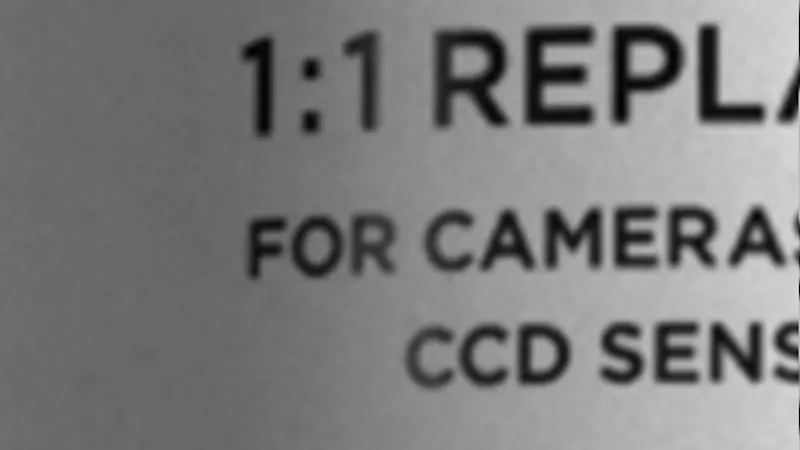 1:1 REPLA
FOR CAMERAS
CCD SENS